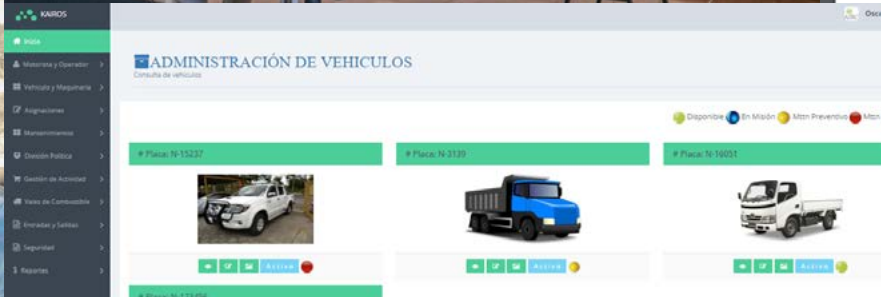 KAIROS
Osca
Inicio
Motorista y Operador
Vehículo y Maquinaria
Asignaciones
Mantenimientos
División Política
Gestión de Actividad
Vales de Combustible
Entradas y Salidas
Seguridad
Reportes
ADMINISTRACIÓN DE VEHICULOS
Consulta de vehículos
Disponible En Misión Mttn Preventivo Mttn
# Placa: N-15237
# Placa: N-3139
# Placa: N-16051
Activo
Activo
Activo